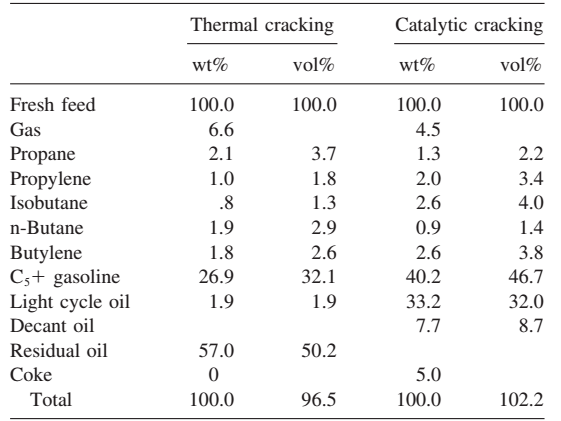 Thermal cracking Catalytic cracking
wt% vol% wt% vol%
Fresh feed 100.0 100.0 100.0 100.0
Gas 6.6 4.5
Propane 2.1 3.7 1.3 2.2
Propylene 1.0 1.8 2.0 3.4
Isobutane .8 1.3 2.6 4.0
n-Butane 1.9 2.9 0.9 1.4
Butylene 1.8 2.6 2.6 3.8
C₅+ gasoline 26.9 32.1 40.2 46.7
Light cycle oil 1.9 1.9 33.2 32.0
Decant oil 7.7 8.7
Residual oil 57.0 50.2
Coke 0 5.0
Total 100.0 96.5 100.0 102.2